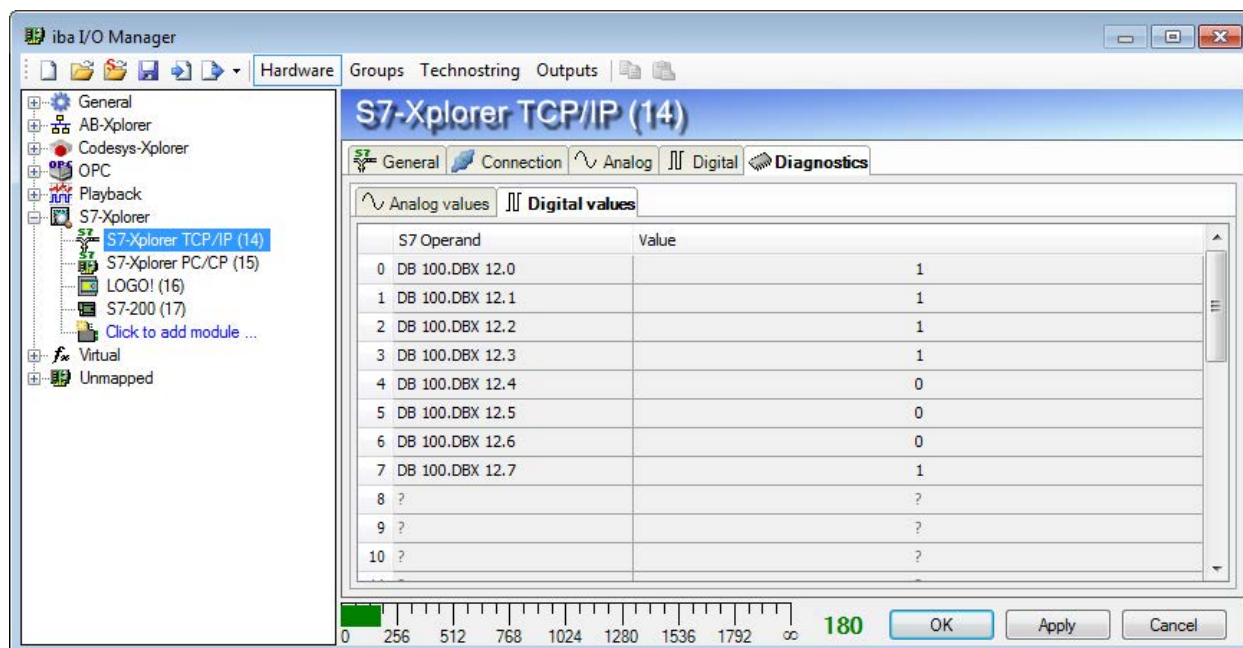 iba I/O Manager
Hardware Groups Technostring Outputs
General
AB-Xplorer
Codesys-Xplorer
OPC
Playback
S7-Xplorer
S7-Xplorer TCP/IP (14)
S7-Xplorer PC/CP (15)
LOGO! (16)
S7-200 (17)
Click to add module ...
Virtual
Unmapped
S7-Xplorer TCP/IP (14)
General Connection Analog Digital Diagnostics
Analog values Digital values
S7 Operand Value
0 DB 100.DBX 12.0 1
1 DB 100.DBX 12.1 1
2 DB 100.DBX 12.2 1
3 DB 100.DBX 12.3 1
4 DB 100.DBX 12.4 0
5 DB 100.DBX 12.5 0
6 DB 100.DBX 12.6 0
7 DB 100.DBX 12.7 1
8 ? ?
9 ? ?
10 ? ?
0 256 512 768 1024 1280 1536 1792 ∞ 180 OK Apply Cancel